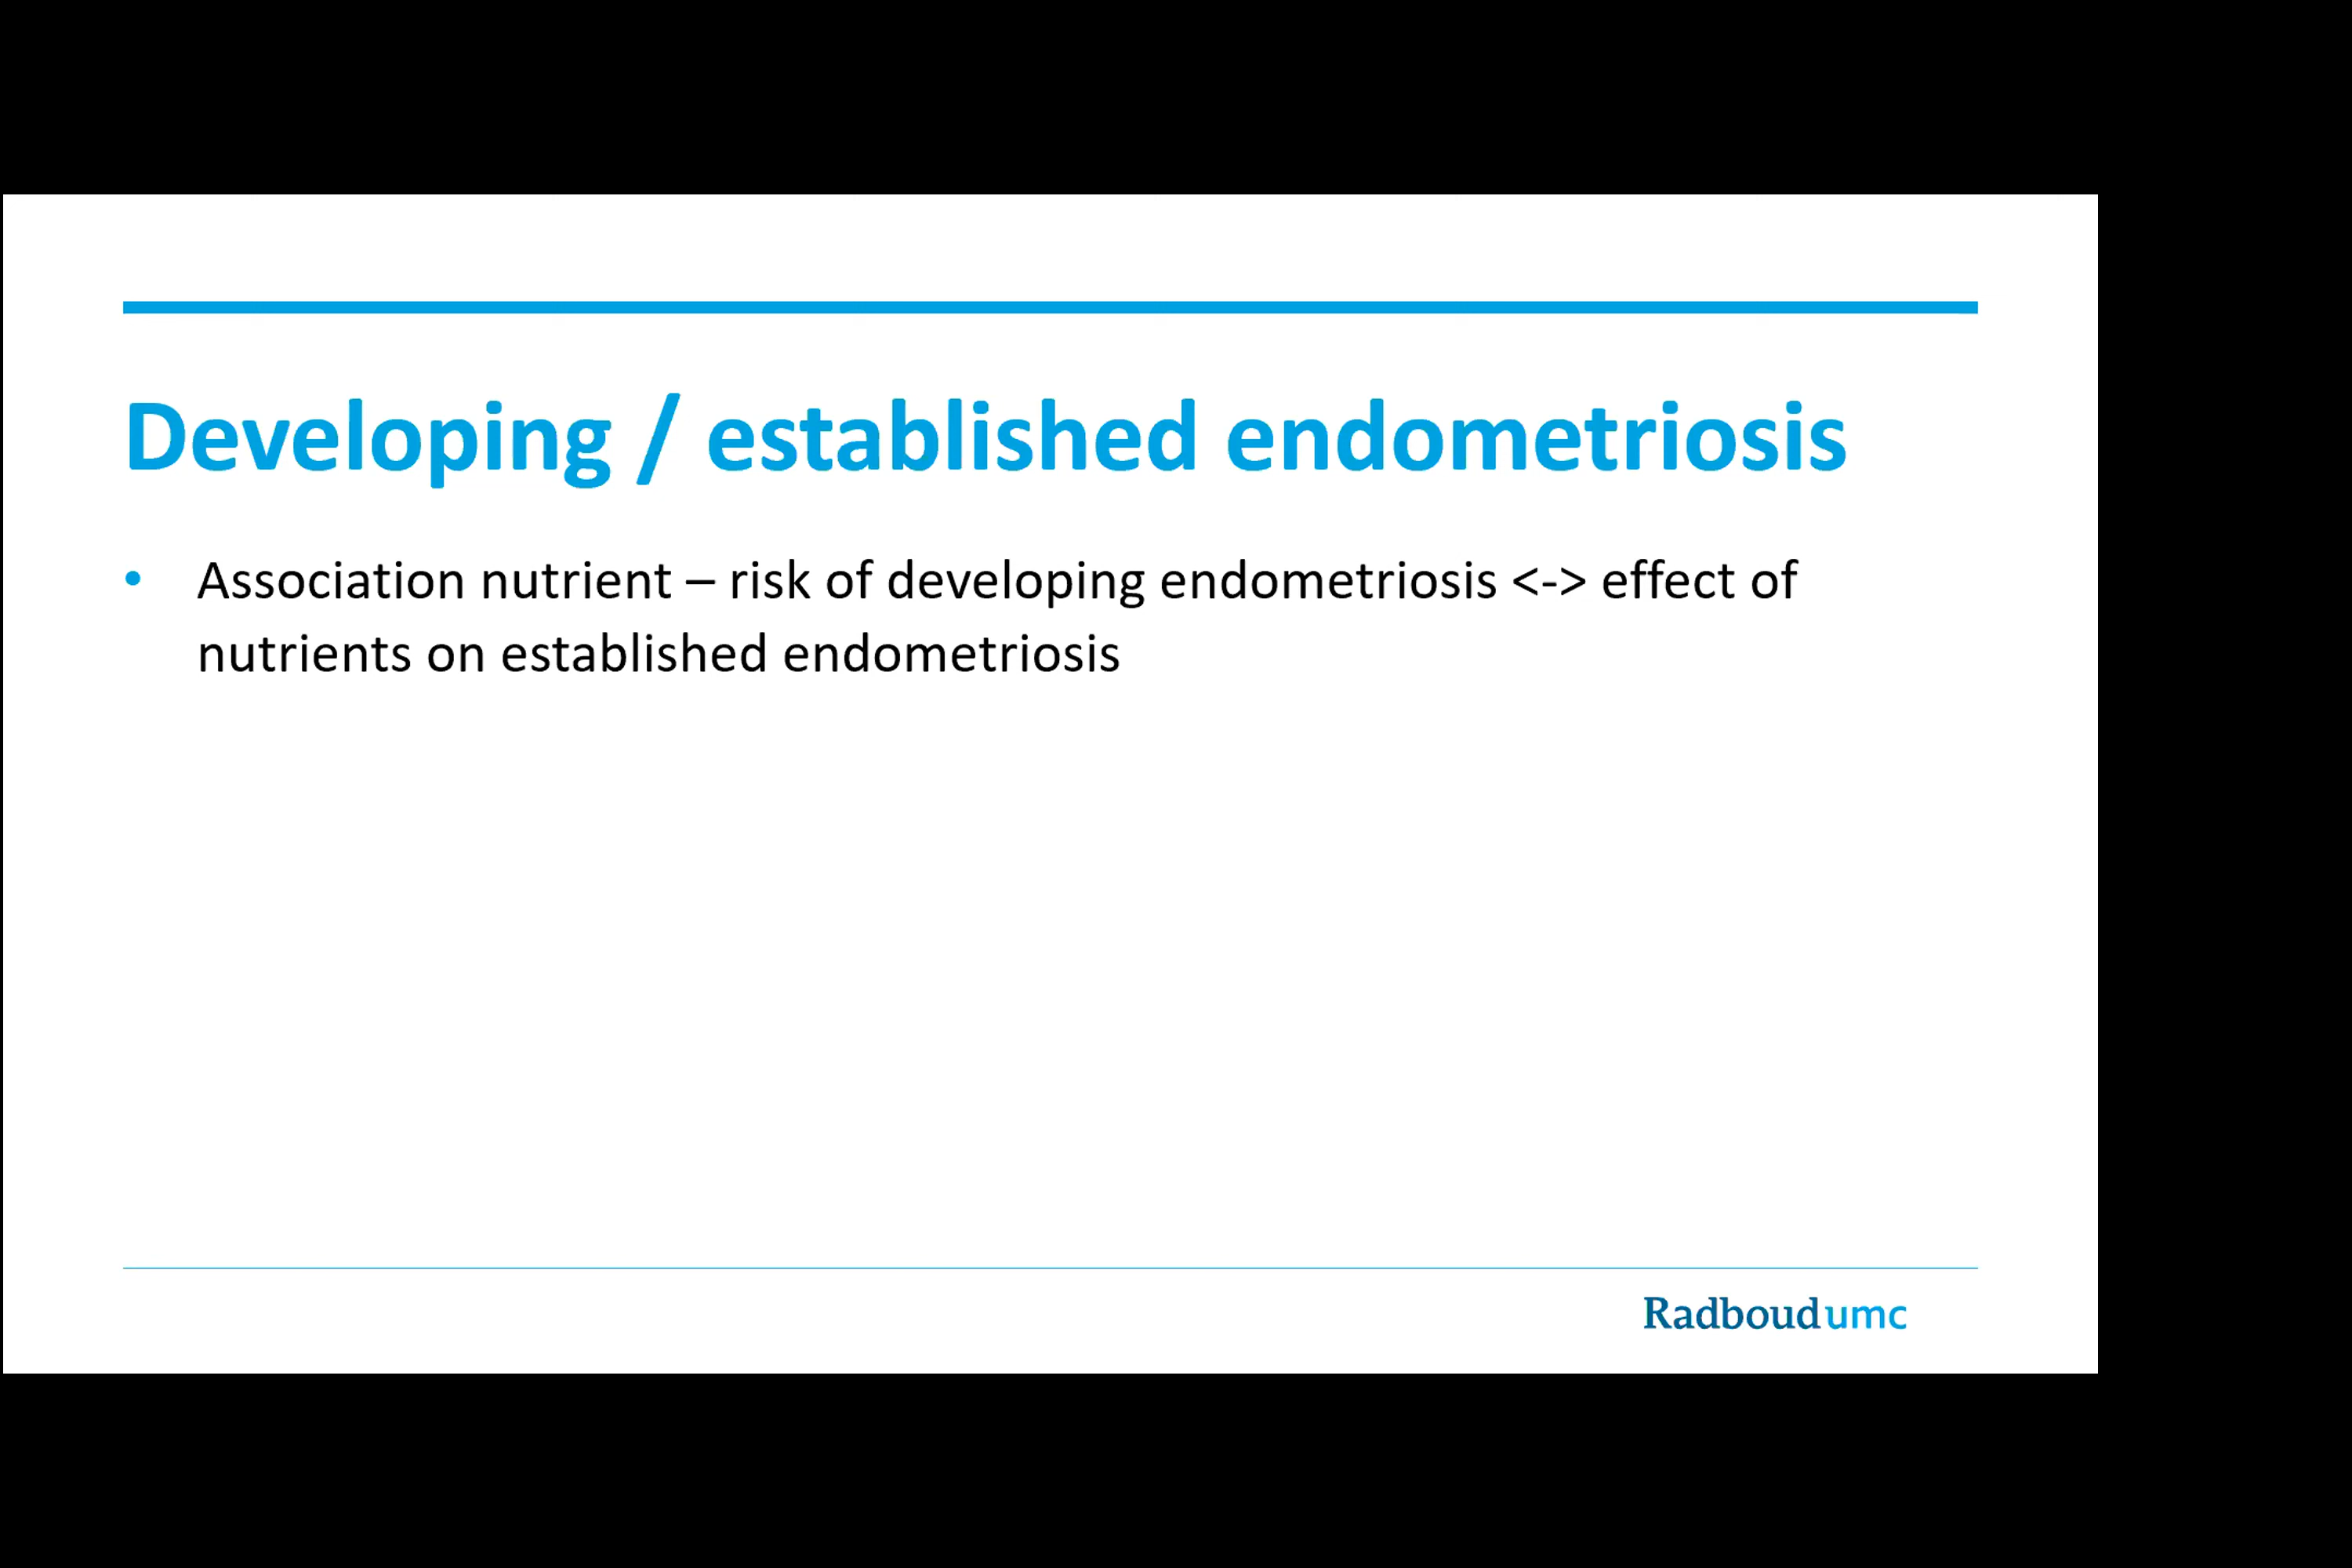 Developing / established endometriosis
• Association nutrient – risk of developing endometriosis <-> effect of
nutrients on established endometriosis
Radboudumc